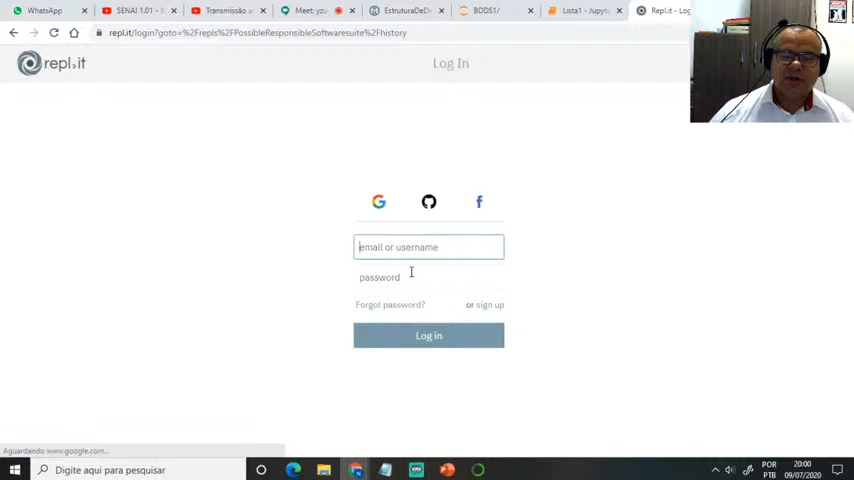 WhatsApp
SENAI 1.01 -
Transmissão a
Meet: yzu
EstruturaDeD
BDDS1/
Lista1 - Jupyt
Repl.it - Lo
repl.it/login?goto=%2Frepls%2FPossibleResponsibleSoftwaresuite%2Fhistory
repl.it
Log In
email or username
password
Forgot password?
or sign up
Log in
Aguardando www.google.com...
Digite aqui para pesquisar
POR
PTB
20:00
09/07/2020